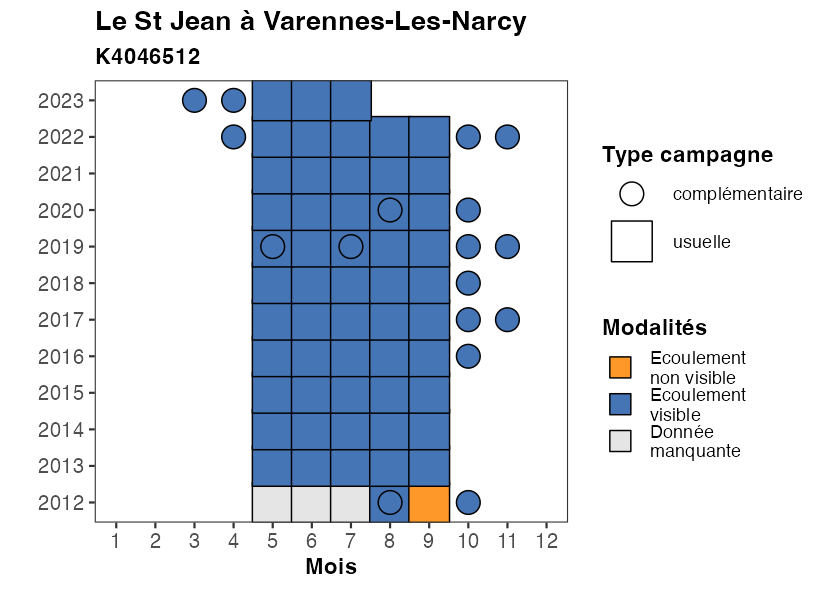 Le St Jean à Varennes-Les-Narcy
K4046512
2023
2022
2021
2020
2019
2018
2017
2016
2015
2014
2013
2012
1 2 3 4 5 6 7 8 9 10 11 12
Mois
Type campagne
complémentaire
usuelle
Modalités
Ecoulement
non visible
Ecoulement
visible
Donnée
manquante